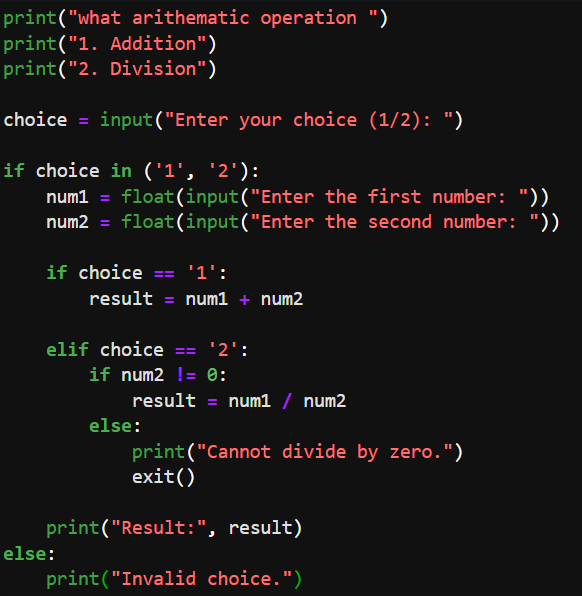 print("what arithematic operation ")
print("1. Addition")
print("2. Division")

choice = input("Enter your choice (1/2): ")

if choice in ('1', '2'):
    num1 = float(input("Enter the first number: "))
    num2 = float(input("Enter the second number: "))

    if choice == '1':
        result = num1 + num2

    elif choice == '2':
        if num2 != 0:
            result = num1 / num2
        else:
            print("Cannot divide by zero.")
            exit()

    print("Result:", result)
else:
    print("Invalid choice.")